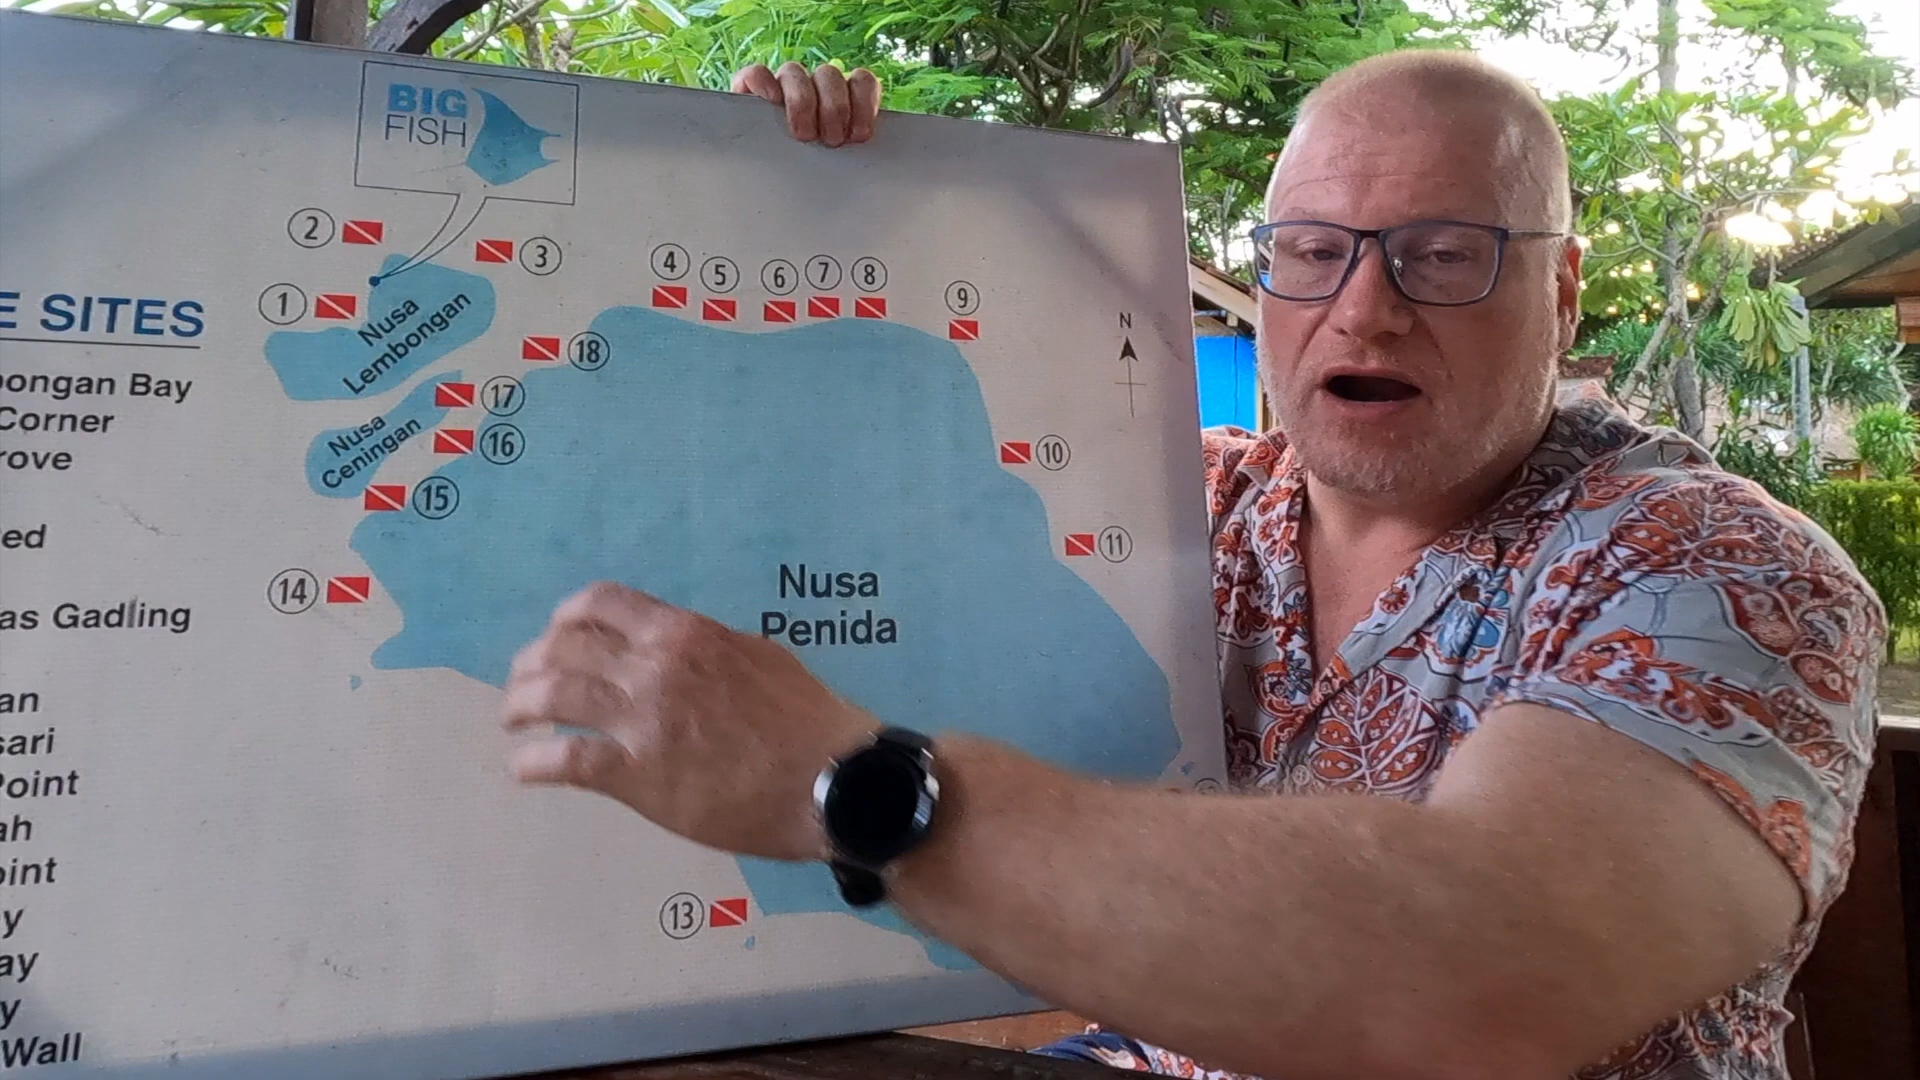 BIG
FISH
E SITES
ongan Bay
Corner
rove
ed
as Gadling
an
sari
Point
ah
oint
y
ay
y
Wall
2
3
1
Nusa
Lembongan
4
5
6
7
8
9
N
18
17
16
Nusa
Ceningan
15
10
11
14
Nusa
Penida
13